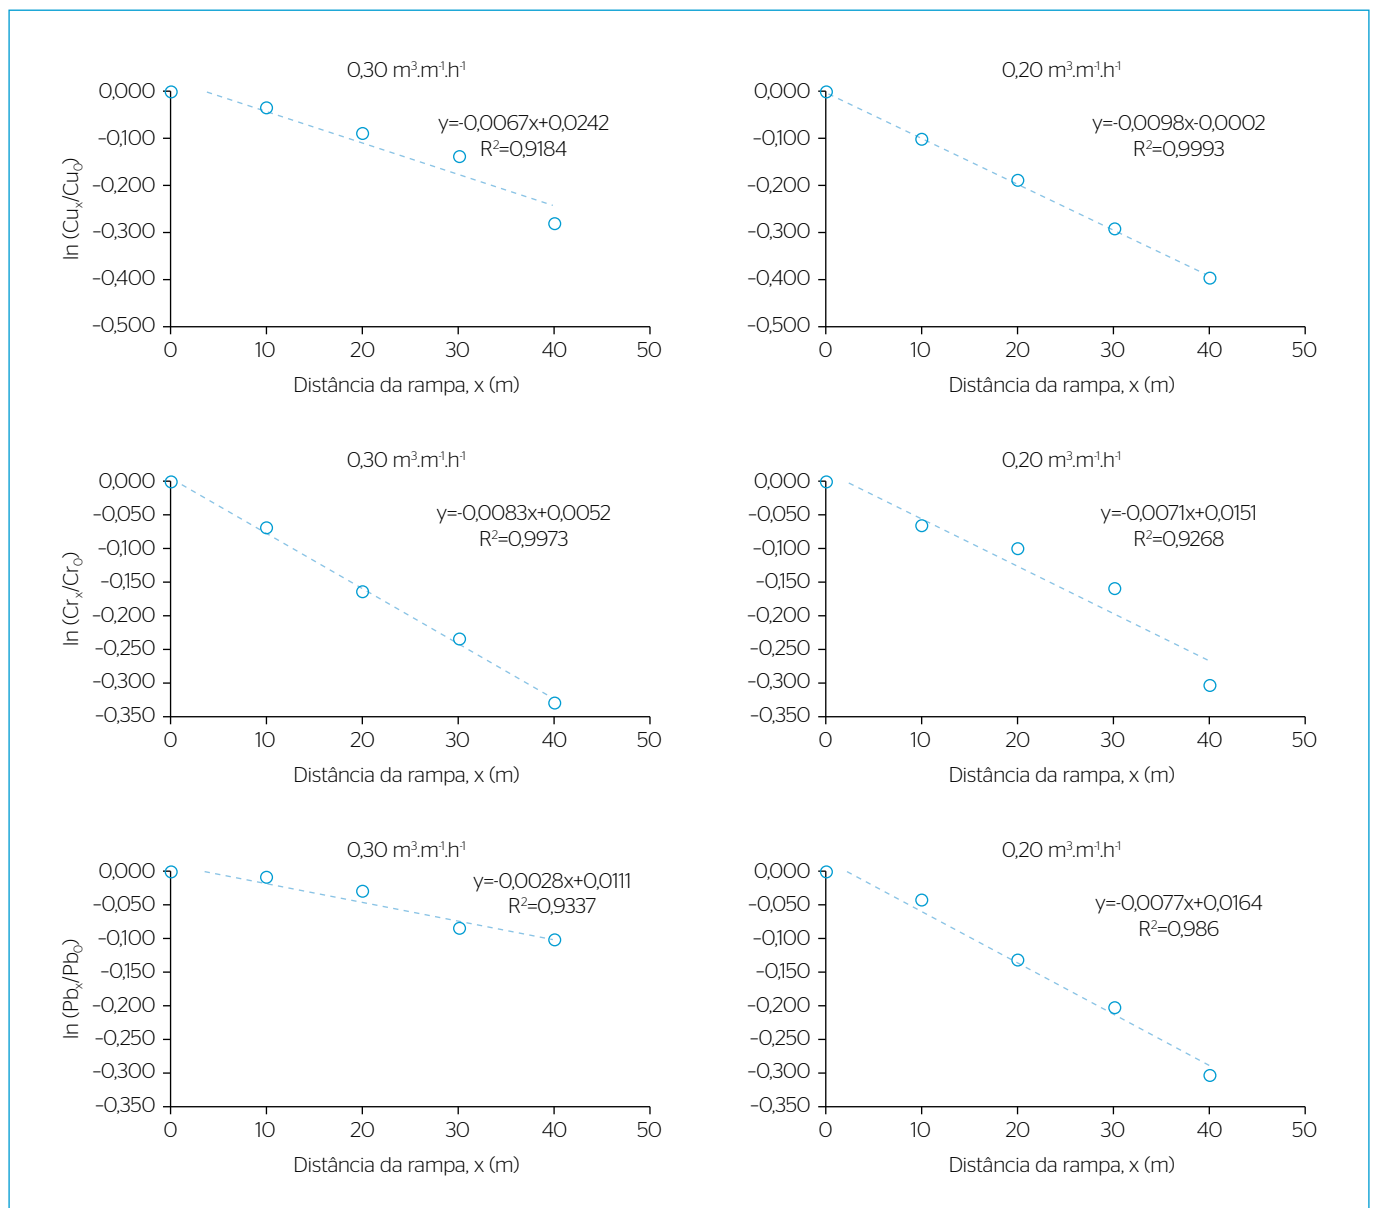 0,30 m³.m⁻¹.h⁻¹
0,000
-0,100
-0,200
-0,300
-0,400
-0,500
ln (Cuₓ/Cu₀)
y=-0,0067x+0,0242
R²=0,9184
0 10 20 30 40 50
Distância da rampa, x (m)
0,20 m³.m⁻¹.h⁻¹
0,000
-0,100
-0,200
-0,300
-0,400
-0,500
y=-0,0098x-0,0002
R²=0,9993
0 10 20 30 40 50
Distância da rampa, x (m)
0,30 m³.m⁻¹.h⁻¹
0,000
-0,050
-0,100
-0,150
-0,200
-0,250
-0,300
-0,350
ln (Crₓ/Cr₀)
y=-0,0083x+0,0052
R²=0,9973
0 10 20 30 40 50
Distância da rampa, x (m)
0,20 m³.m⁻¹.h⁻¹
0,000
-0,050
-0,100
-0,150
-0,200
-0,250
-0,300
-0,350
y=-0,0071x+0,0151
R²=0,9268
0 10 20 30 40 50
Distância da rampa, x (m)
0,30 m³.m⁻¹.h⁻¹
0,000
-0,050
-0,100
-0,150
-0,200
-0,250
-0,300
-0,350
ln (Pbₓ/Pb₀)
y=-0,0028x+0,0111
R²=0,9337
0 10 20 30 40 50
Distância da rampa, x (m)
0,20 m³.m⁻¹.h⁻¹
0,000
-0,050
-0,100
-0,150
-0,200
-0,250
-0,300
-0,350
y=-0,0077x+0,0164
R²=0,986
0 10 20 30 40 50
Distância da rampa, x (m)